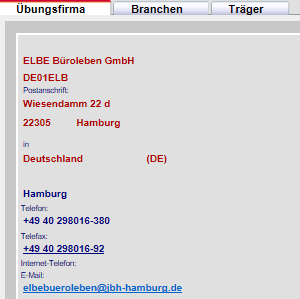 Übungsfirma Branchen Träger
ELBE Büroleben GmbH
DE01ELB
Postanschrift:
Wiesendamm 22 d
22305 Hamburg
in
Deutschland (DE)
Hamburg
Telefon:
+49 40 298016-380
Telefax:
+49 40 298016-92
Internet-Telefon:
E-Mail:
elbebueroleben@jbh-hamburg.de